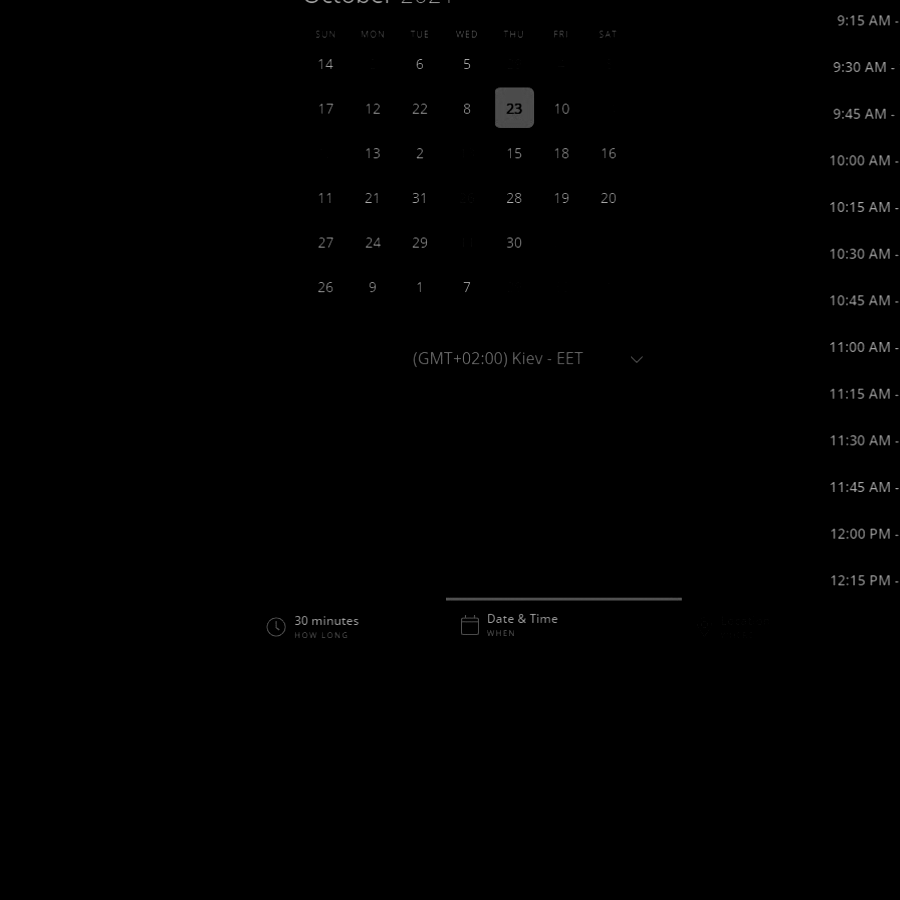 October 2021
SUN MON TUE WED THU FRI SAT
14 6 5
17 12 22 8 23 10
13 2 15 18 16
11 21 31 28 19 20
27 24 29 30
26 9 1 7
(GMT+02:00) Kiev - EET
9:15 AM -
9:30 AM -
9:45 AM -
10:00 AM -
10:15 AM -
10:30 AM -
10:45 AM -
11:00 AM -
11:15 AM -
11:30 AM -
11:45 AM -
12:00 PM -
12:15 PM -
30 minutes
HOW LONG
Date & Time
WHEN